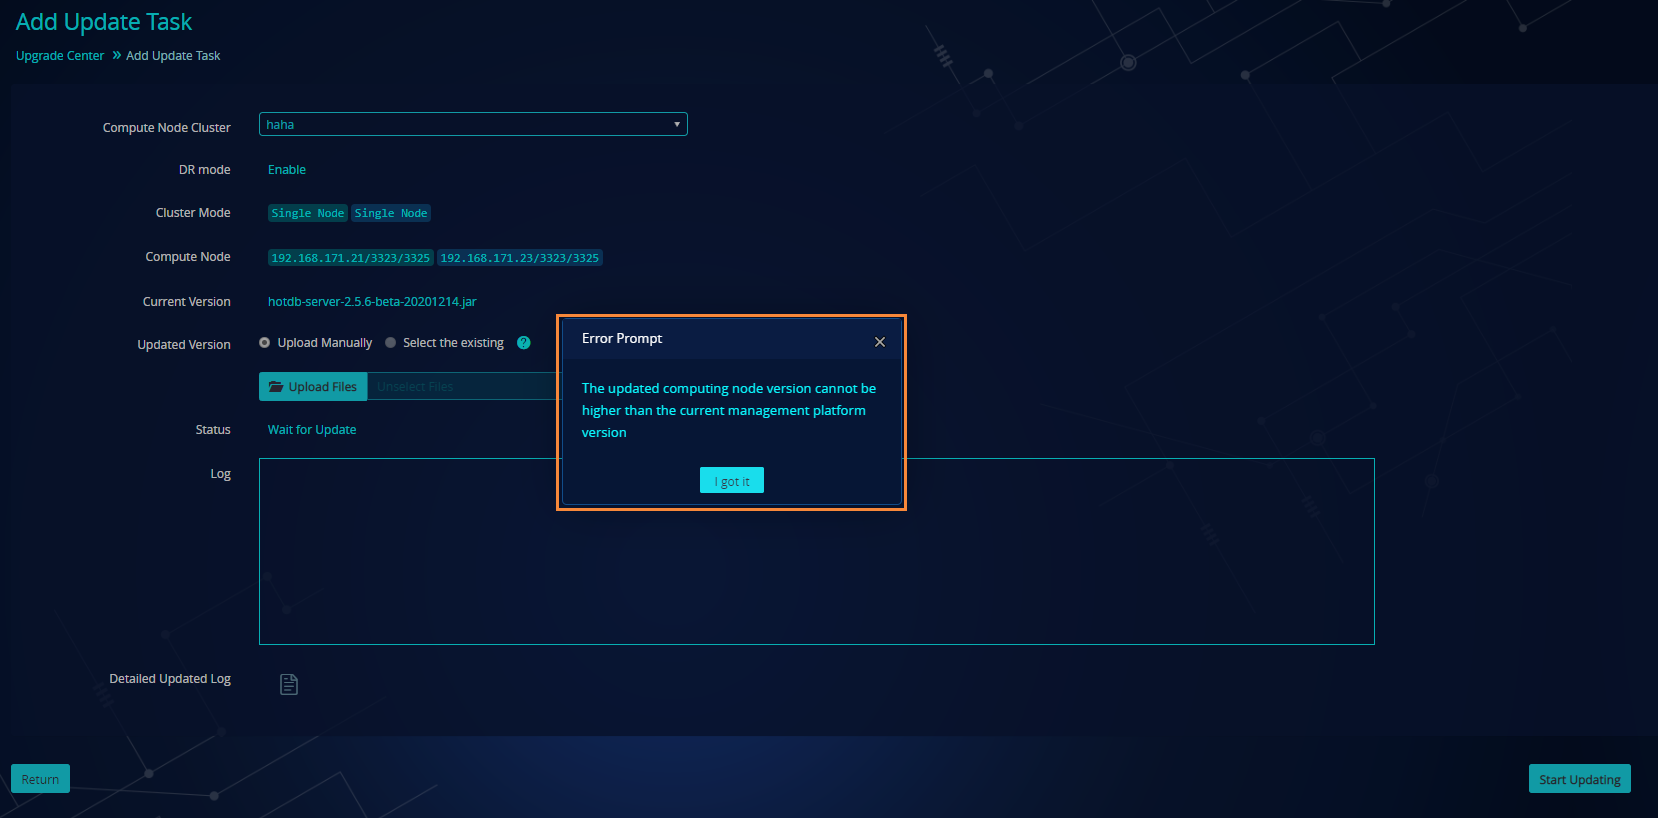 Add Update Task
Upgrade Center » Add Update Task
Compute Node Cluster
haha
DR mode
Enable
Cluster Mode
Single Node Single Node
Compute Node
192.168.171.21/3323/3325 192.168.171.23/3323/3325
Current Version
hotdb-server-2.5.6-beta-20201214.jar
Updated Version
Upload Manually Select the existing ?
Upload Files Unselect Files
Status
Wait for Update
Log
Error Prompt
The updated computing node version cannot be
higher than the current management platform
version
I got it
Detailed Updated Log
Return
Start Updating